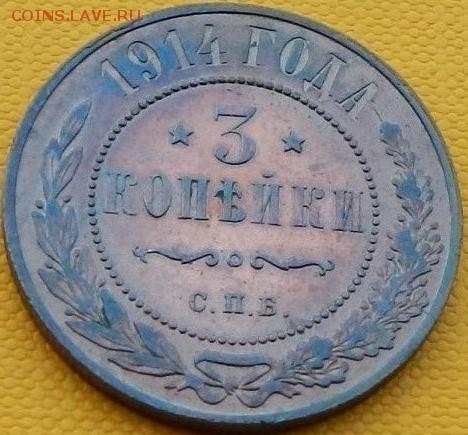 COINS.LAVE.RU
1914 ГОДА
3
КОПѢЙКИ
С.П.Б.